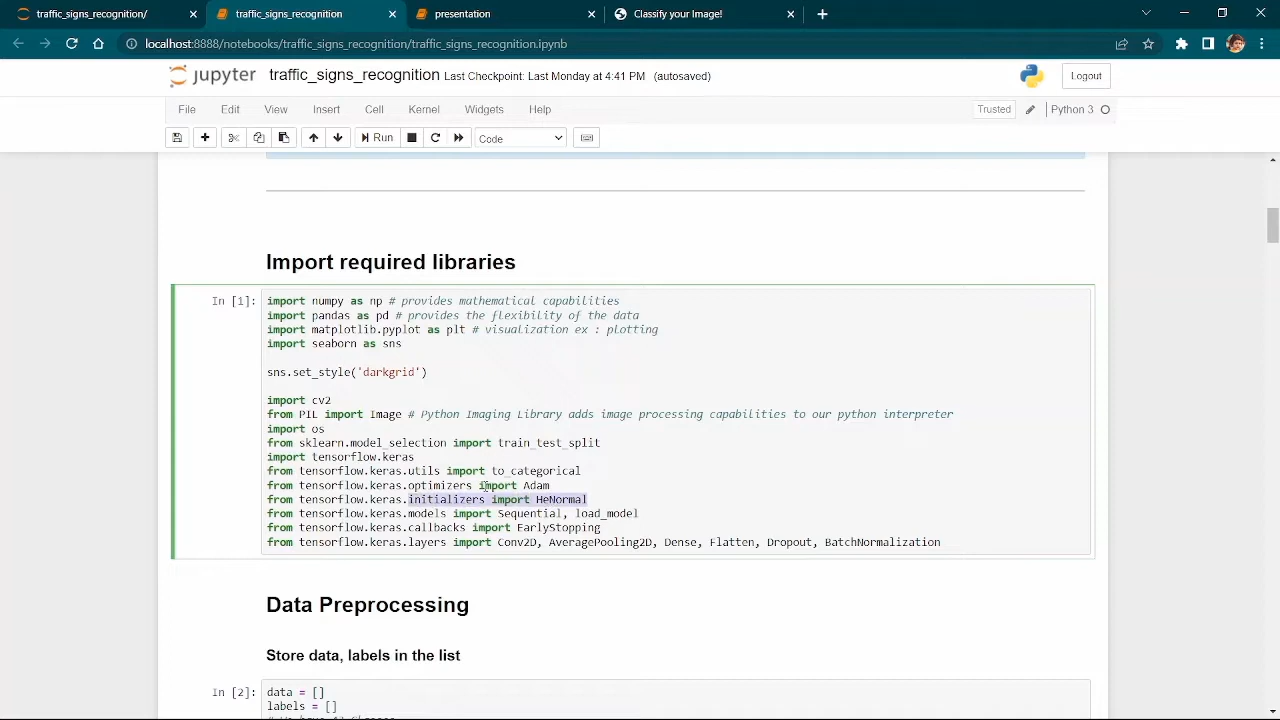 traffic_signs_recognition/
traffic_signs_recognition
presentation
Classify your Image!
localhost:8888/notebooks/traffic_signs_recognition/traffic_signs_recognition.ipynb
jupyter traffic_signs_recognition Last Checkpoint: Last Monday at 4:41 PM (autosaved)
Logout
File Edit View Insert Cell Kernel Widgets Help
Trusted Python 3
Run Code
Import required libraries
In [1]: import numpy as np # provides mathematical capabilities
import pandas as pd # provides the flexibility of the data
import matplotlib.pyplot as plt # visualization ex : plotting
import seaborn as sns
sns.set_style('darkgrid')
import cv2
from PIL import Image # Python Imaging Library adds image processing capabilities to our python interpreter
import os
from sklearn.model_selection import train_test_split
import tensorflow.keras
from tensorflow.keras.utils import to_categorical
from tensorflow.keras.optimizers import Adam
from tensorflow.keras.initializers import HeNormal
from tensorflow.keras.models import Sequential, load_model
from tensorflow.keras.callbacks import EarlyStopping
from tensorflow.keras.layers import Conv2D, AveragePooling2D, Dense, Flatten, Dropout, BatchNormalization
Data Preprocessing
Store data, labels in the list
In [2]: data = []
labels = []